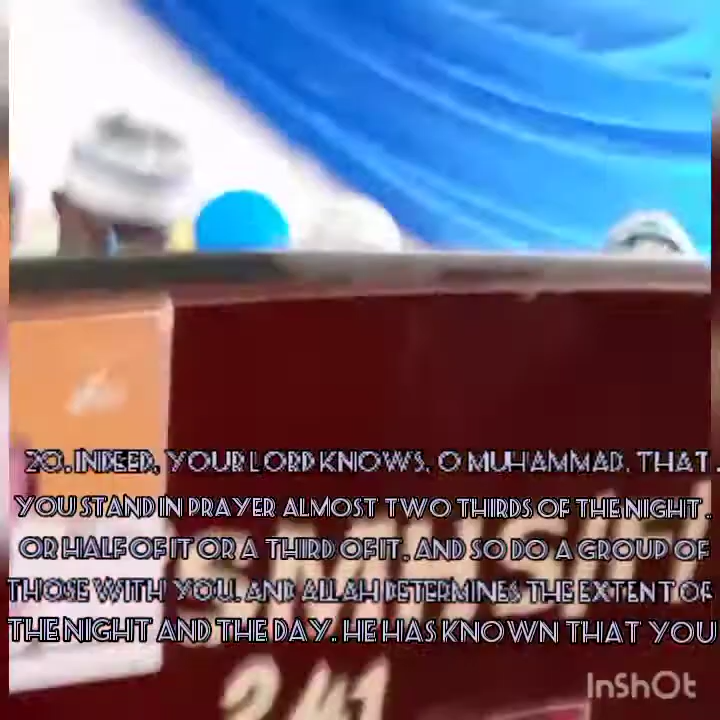 20. INDEED, YOUR LORD KNOWS, O MUHAMMAD, THAT
YOU STAND IN PRAYER ALMOST TWO THIRDS OF THE NIGHT
OR HALF OF IT OR A THIRD OF IT, AND SO DO A GROUP OF
THOSE WITH YOU. AND ALLAH DETERMINES THE EXTENT OF
THE NIGHT AND THE DAY. HE HAS KNOWN THAT YOU
InShOt